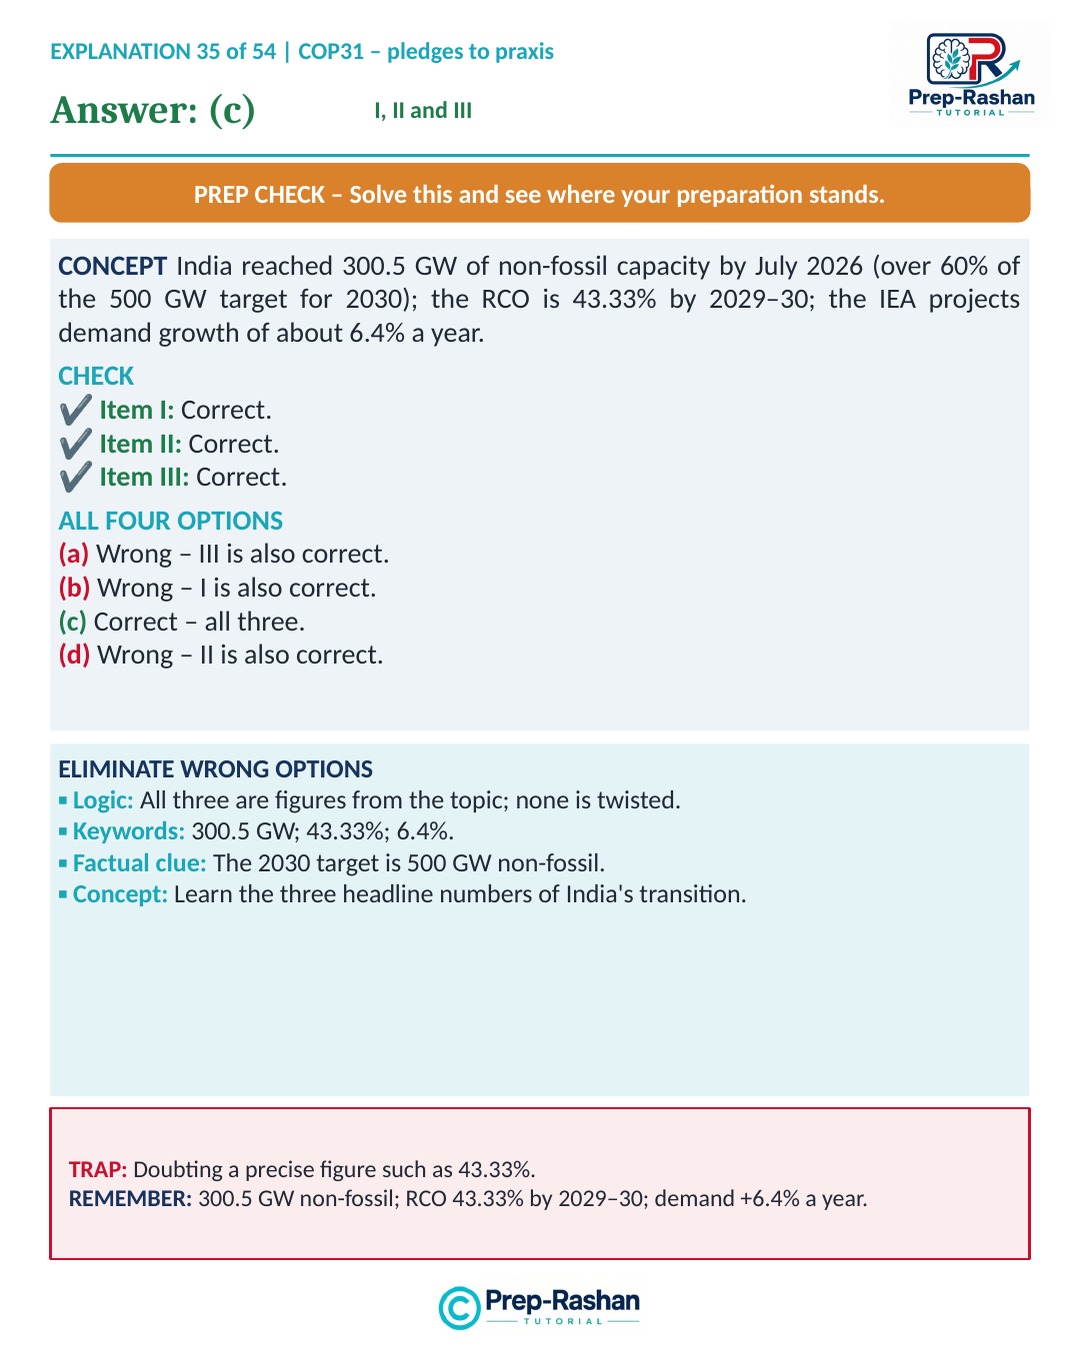 EXPLANATION 35 of 54 | COP31 – pledges to praxis
Prep-Rashan
TUTORIAL
Answer: (c)
I, II and III
PREP CHECK – Solve this and see where your preparation stands.
CONCEPT India reached 300.5 GW of non-fossil capacity by July 2026 (over 60% of
the 500 GW target for 2030); the RCO is 43.33% by 2029–30; the IEA projects
demand growth of about 6.4% a year.
CHECK
✔ Item I: Correct.
✔ Item II: Correct.
✔ Item III: Correct.
ALL FOUR OPTIONS
(a) Wrong – III is also correct.
(b) Wrong – I is also correct.
(c) Correct – all three.
(d) Wrong – II is also correct.
ELIMINATE WRONG OPTIONS
▪ Logic: All three are figures from the topic; none is twisted.
▪ Keywords: 300.5 GW; 43.33%; 6.4%.
▪ Factual clue: The 2030 target is 500 GW non-fossil.
▪ Concept: Learn the three headline numbers of India's transition.
TRAP: Doubting a precise figure such as 43.33%.
REMEMBER: 300.5 GW non-fossil; RCO 43.33% by 2029–30; demand +6.4% a year.
© Prep-Rashan
TUTORIAL